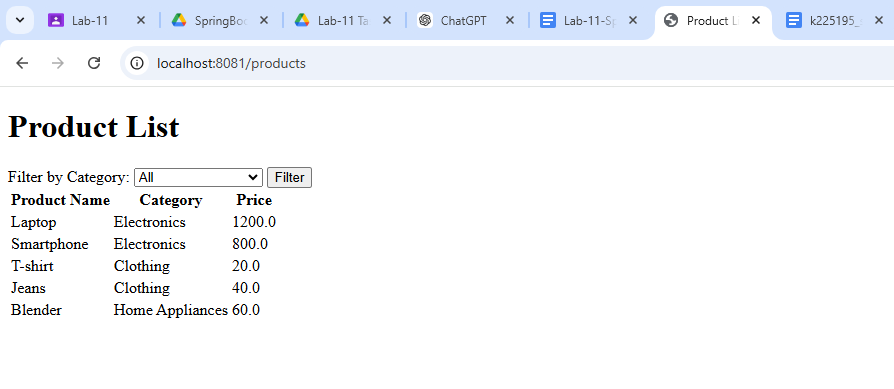 Lab-11
SpringBoo
Lab-11 Ta
ChatGPT
Lab-11-Sp
Product Li
k225195_
localhost:8081/products
Product List
Filter by Category: All Filter
Product Name Category Price
Laptop Electronics 1200.0
Smartphone Electronics 800.0
T-shirt Clothing 20.0
Jeans Clothing 40.0
Blender Home Appliances 60.0